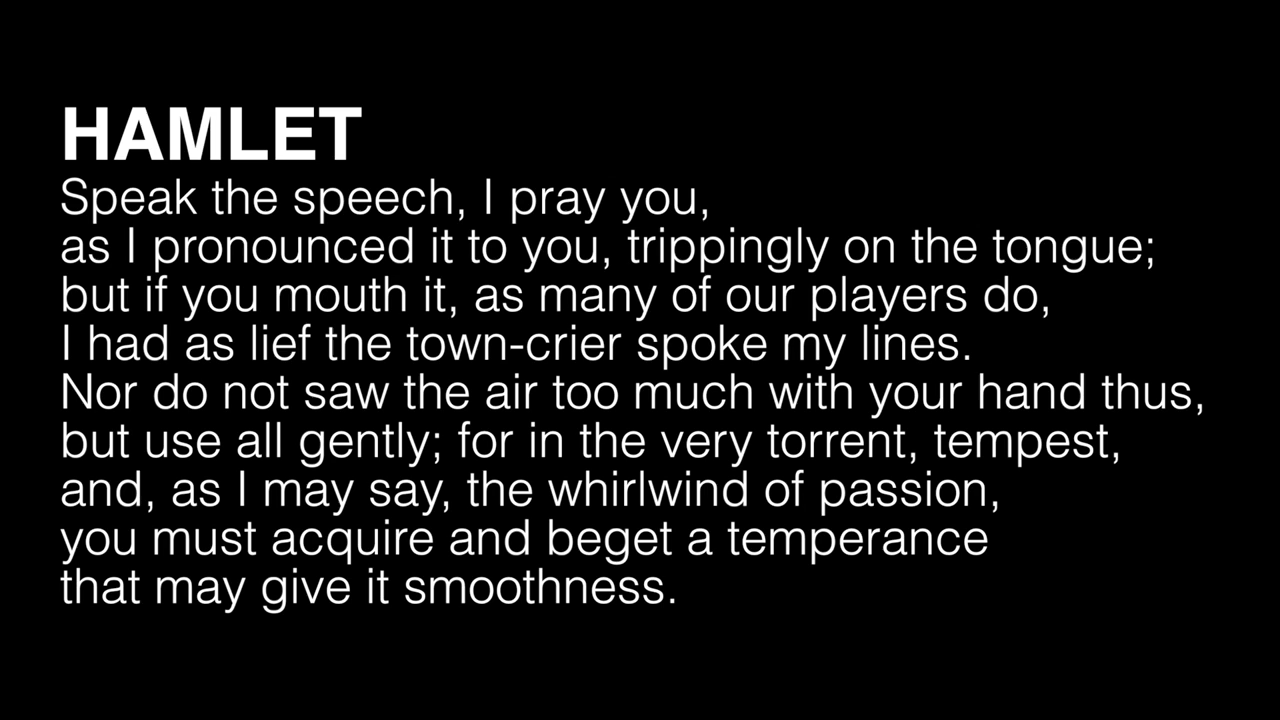 HAMLET
Speak the speech, I pray you,
as I pronounced it to you, trippingly on the tongue;
but if you mouth it, as many of our players do,
I had as lief the town-crier spoke my lines.
Nor do not saw the air too much with your hand thus,
but use all gently; for in the very torrent, tempest,
and, as I may say, the whirlwind of passion,
you must acquire and beget a temperance
that may give it smoothness.